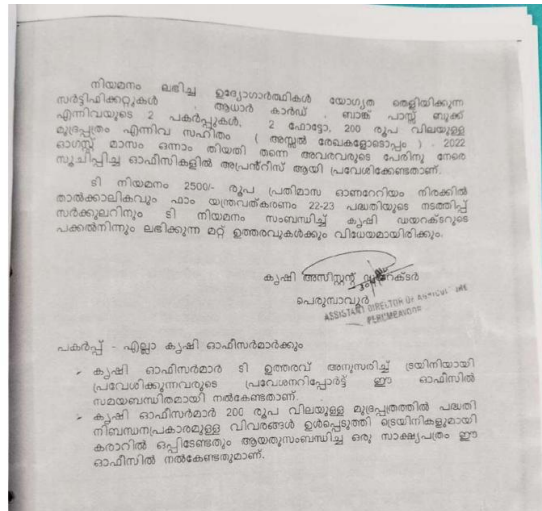 നിയമനം ലഭിച്ച ഉദ്യോഗാർത്ഥികൾ യോഗ്യത തെളിയിക്കുന്ന
സർട്ടിഫിക്കറ്റുകൾ , ആധാർ കാർഡ് , ബാങ്ക് പാസ്സ് ബുക്ക്
എന്നിവയുടെ 2 പകർപ്പുകൾ, 2 ഫോട്ടോ, 200 രൂപ വിലയുള്ള
മുദ്രപ്പത്രം എന്നിവ സഹിതം ( അസ്സൽ രേഖകളോടൊപ്പം ) , 2022
ഓഗസ്റ്റ് മാസം ഒന്നാം തിയതി തന്നെ അവരവരുടെ പേരിനു നേരെ
സൂചിപ്പിച്ച ഓഫീസികളിൽ അപ്രൻ്റീസ് ആയി പ്രവേശിക്കേണ്ടതാണ്.
ടി നിയമനം 2500/- രൂപ പ്രതിമാസ ഓണറേറിയം നിരക്കിൽ
താൽക്കാലികവും ഫാം യന്ത്രവത്കരണം 22-23 പദ്ധതിയുടെ നടത്തിപ്പ്
സർക്കുലറിനും ടി നിയമനം സംബന്ധിച്ച് കൃഷി ഡയറക്ടറുടെ
പക്കൽനിന്നും ലഭിക്കുന്ന മറ്റ് ഉത്തരവുകൾക്കും വിധേയമായിരിക്കും.
കൃഷി അസിസ്റ്റന്റ് ഡയറക്ടർ
പെരുമ്പാവൂർ
ASSISTANT DIRECTOR OF AGRICULTURE
PERUMBAVOOR
പകർപ്പ് - എല്ലാ കൃഷി ഓഫീസർമാർക്കും
➢ കൃഷി ഓഫീസർമാർ ടി ഉത്തരവ് അനുസരിച്ച് ട്രയിനിയായി
പ്രവേശിക്കുന്നവരുടെ പ്രവേശനറിപ്പോർട്ട് ഈ ഓഫീസിൽ
സമയബന്ധിതമായി നൽകേണ്ടതാണ്.
➢ കൃഷി ഓഫീസർമാർ 200 രൂപ വിലയുള്ള മുദ്രപ്പത്രത്തിൽ പദ്ധതി
നിബന്ധനപ്രകാരമുള്ള വിവരങ്ങൾ ഉൾപ്പെടുത്തി ട്രെയിനികളുമായി
കരാറിൽ ഒപ്പിടേണ്ടതും ആയതുസംബന്ധിച്ച ഒരു സാക്ഷ്യപത്രം ഈ
ഓഫീസിൽ നൽകേണ്ടതുമാണ്.